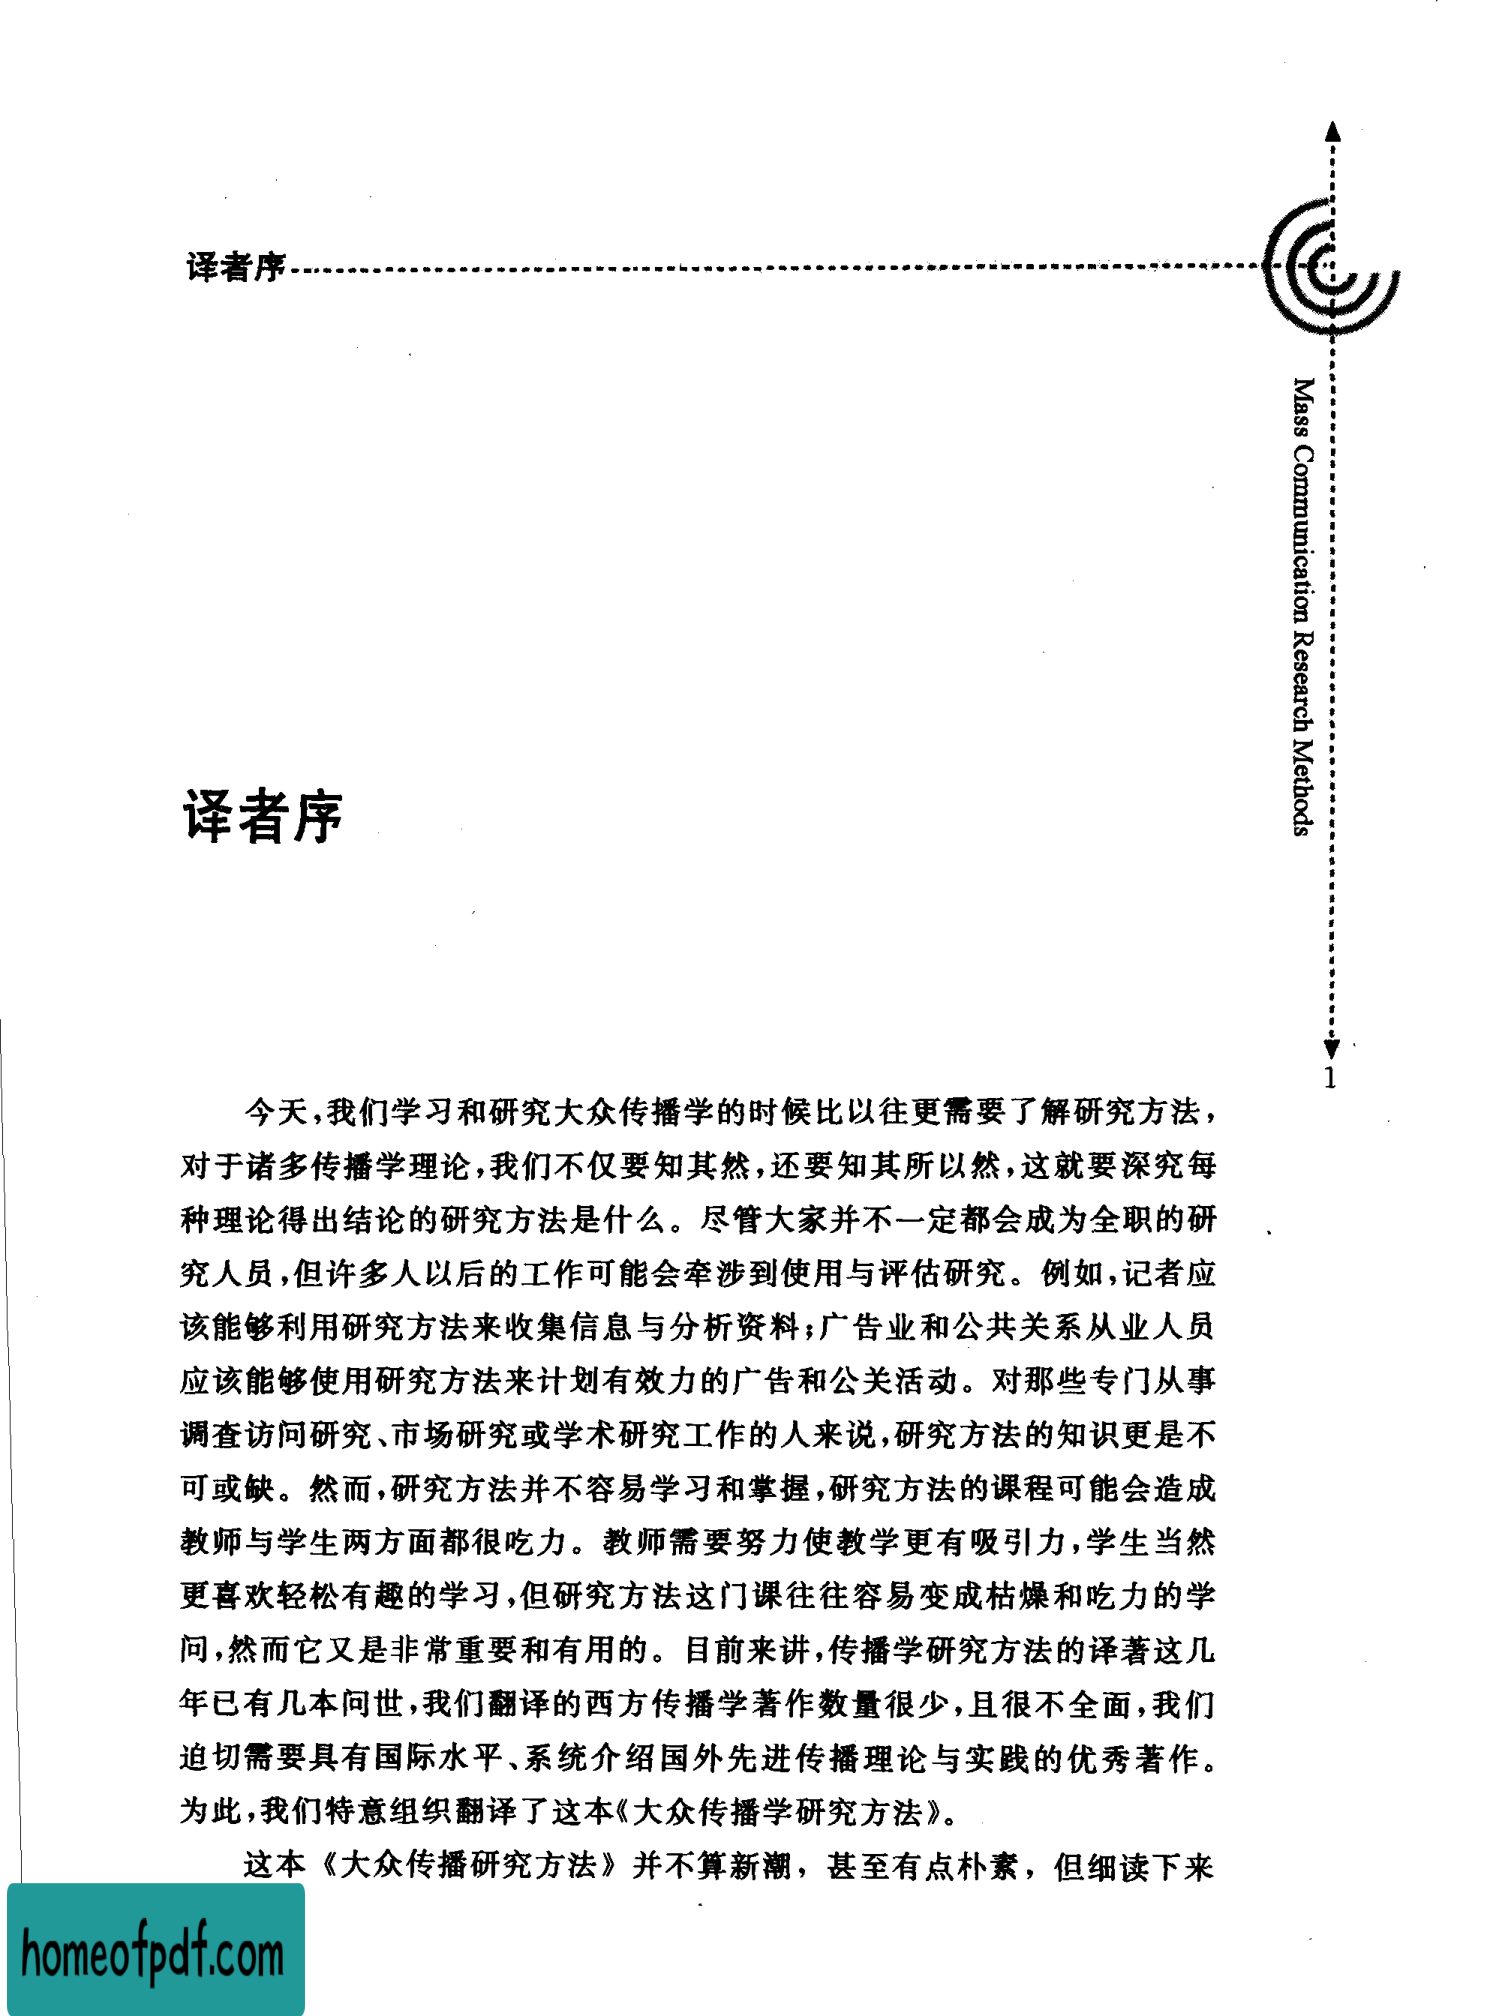 译者序
Mass Communication Research Methods
1
译者序
今天,我们学习和研究大众传播学的时候比以往更需要了解研究方法,
对于诸多传播学理论,我们不仅要知其然,还要知其所以然,这就要深究每
种理论得出结论的研究方法是什么。尽管大家并不一定都会成为全职的研
究人员,但许多人以后的工作可能会牵涉到使用与评估研究。例如,记者应
该能够利用研究方法来收集信息与分析资料;广告业和公共关系从业人员
应该能够使用研究方法来计划有效力的广告和公关活动。对那些专门从事
调查访问研究、市场研究或学术研究工作的人来说,研究方法的知识更是不
可或缺。然而,研究方法并不容易学习和掌握,研究方法的课程可能会造成
教师与学生两方面都很吃力。教师需要努力使教学更有吸引力,学生当然
更喜欢轻松有趣的学习,但研究方法这门课往往容易变成枯燥和吃力的学
问,然而它又是非常重要和有用的。目前来讲,传播学研究方法的译著这几
年已有几本问世,我们翻译的西方传播学著作数量很少,且很不全面,我们
迫切需要具有国际水平、系统介绍国外先进传播理论与实践的优秀著作。
为此,我们特意组织翻译了这本《大众传播学研究方法》。
这本《大众传播研究方法》并不算新潮，甚至有点朴素，但细读下来
homeofpdf.com